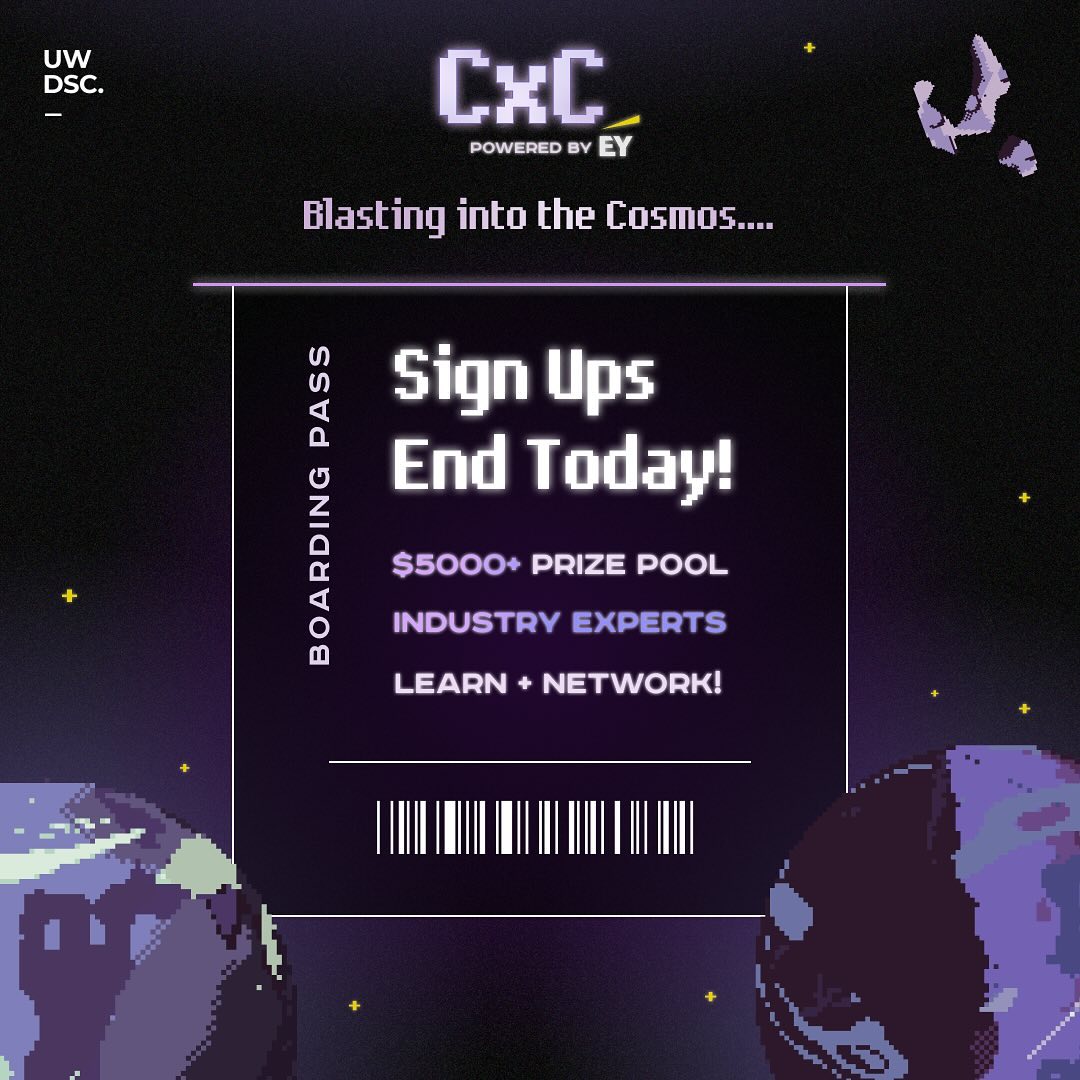 UW
DSC.
CxC
POWERED BY EY
Blasting into the Cosmos....
BOARDING PASS
Sign Ups
End Today!
$5000+ PRIZE POOL
INDUSTRY EXPERTS
LEARN + NETWORK!